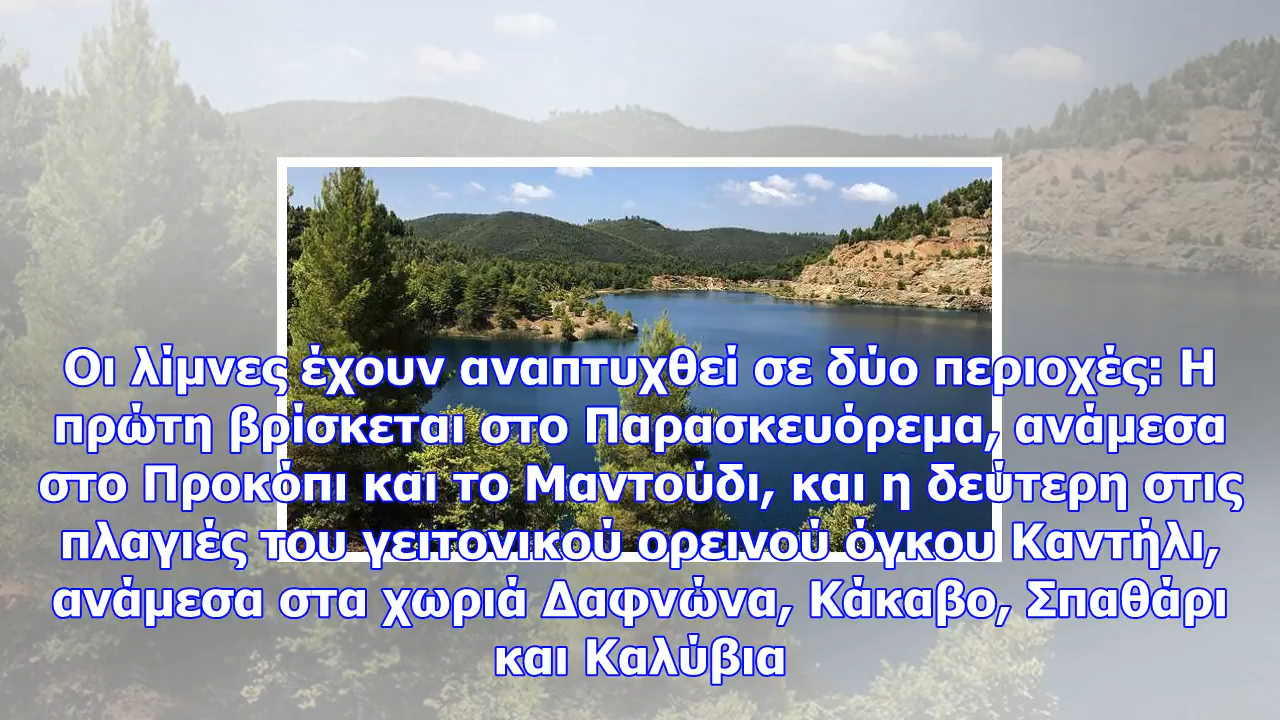 Οι λίμνες έχουν αναπτυχθεί σε δύο περιοχές: Η
πρώτη βρίσκεται στο Παρασκευόρεμα, ανάμεσα
στο Προκόπι και το Μαντούδι, και η δεύτερη στις
πλαγιές του γειτονικού ορεινού όγκου Καντήλι,
ανάμεσα στα χωριά Δαφνώνα, Κάκαβο, Σπαθάρι
και Καλύβια